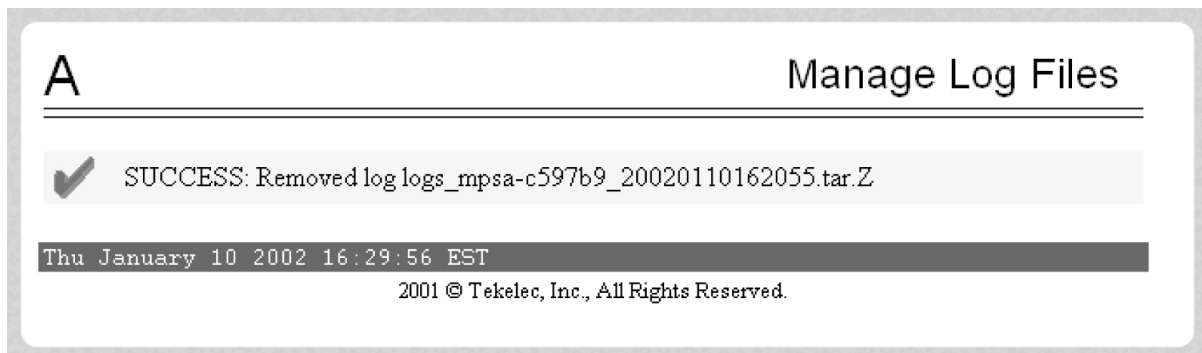 A
Manage Log Files
SUCCESS: Removed log logs_mpsa-c597b9_20020110162055.tar.Z
Thu January 10 2002 16:29:56 EST
2001 © Tekelec, Inc., All Rights Reserved.